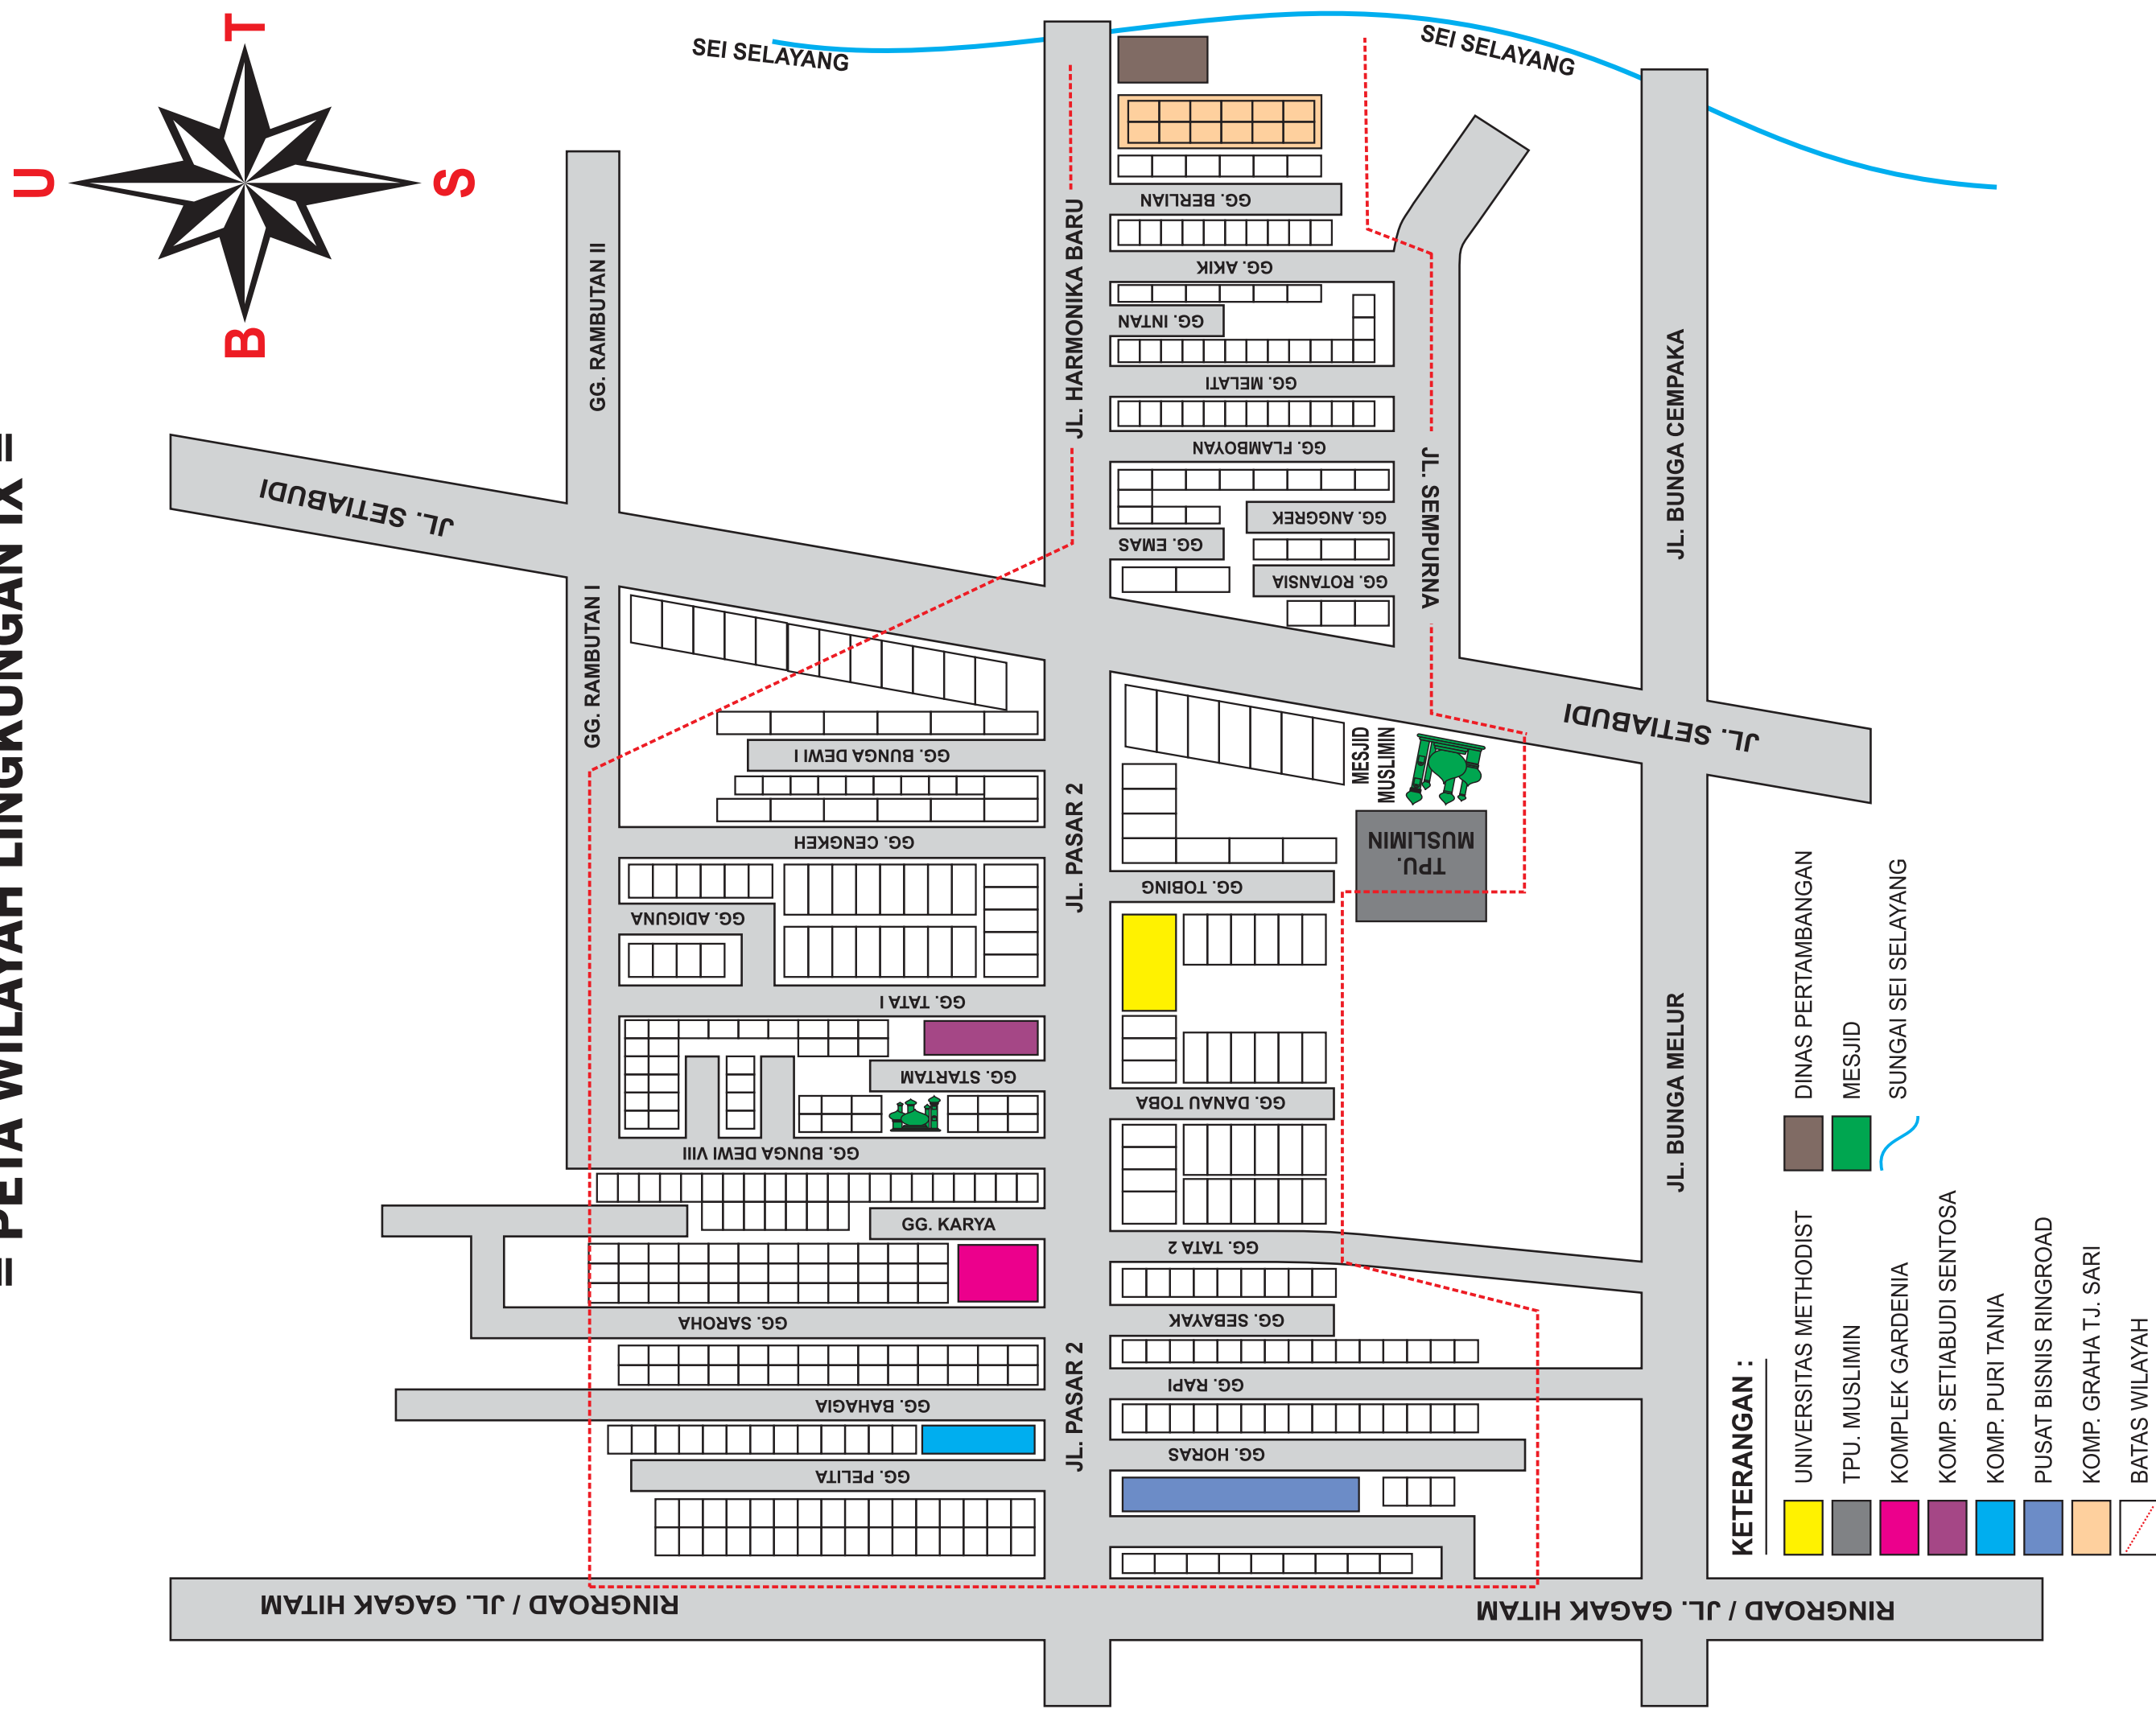 = PETA WILAYAH LINGKUNGAN IX =
U
T
S
B
SEI SELAYANG
SEI SELAYANG
GG. RAMBUTAN II
GG. RAMBUTAN I
JL. SETIABUDI
JL. SETIABUDI
JL. HARMONIKA BARU
JL. PASAR 2
JL. PASAR 2
JL. SEMPURNA
JL. BUNGA CEMPAKA
JL. BUNGA MELUR
GG. BERLIAN
GG. AKIK
GG. INTAN
GG. MELATI
GG. FLAMBOYAN
GG. ANGGREK
GG. EMAS
GG. ROTANSIA
GG. BUNGA DEWI I
GG. CENGKEH
GG. ADIGUNA
GG. TATA I
GG. STARTAM
GG. BUNGA DEWI VIII
GG. KARYA
GG. SAROHA
GG. BAHAGIA
GG. PELITA
MESJID
MUSLIMIN
TPU.
MUSLIMIN
GG. TOBING
GG. DANAU TOBA
GG. TATA 2
GG. SEBAYAK
GG. RAPI
GG. HORAS
RINGROAD / JL. GAGAK HITAM
RINGROAD / JL. GAGAK HITAM
KETERANGAN :
UNIVERSITAS METHODIST
TPU. MUSLIMIN
KOMPLEK GARDENIA
KOMP. SETIABUDI SENTOSA
KOMP. PURI TANIA
PUSAT BISNIS RINGROAD
KOMP. GRAHA T.J. SARI
BATAS WILAYAH
DINAS PERTAMBANGAN
MESJID
SUNGAI SEI SELAYANG